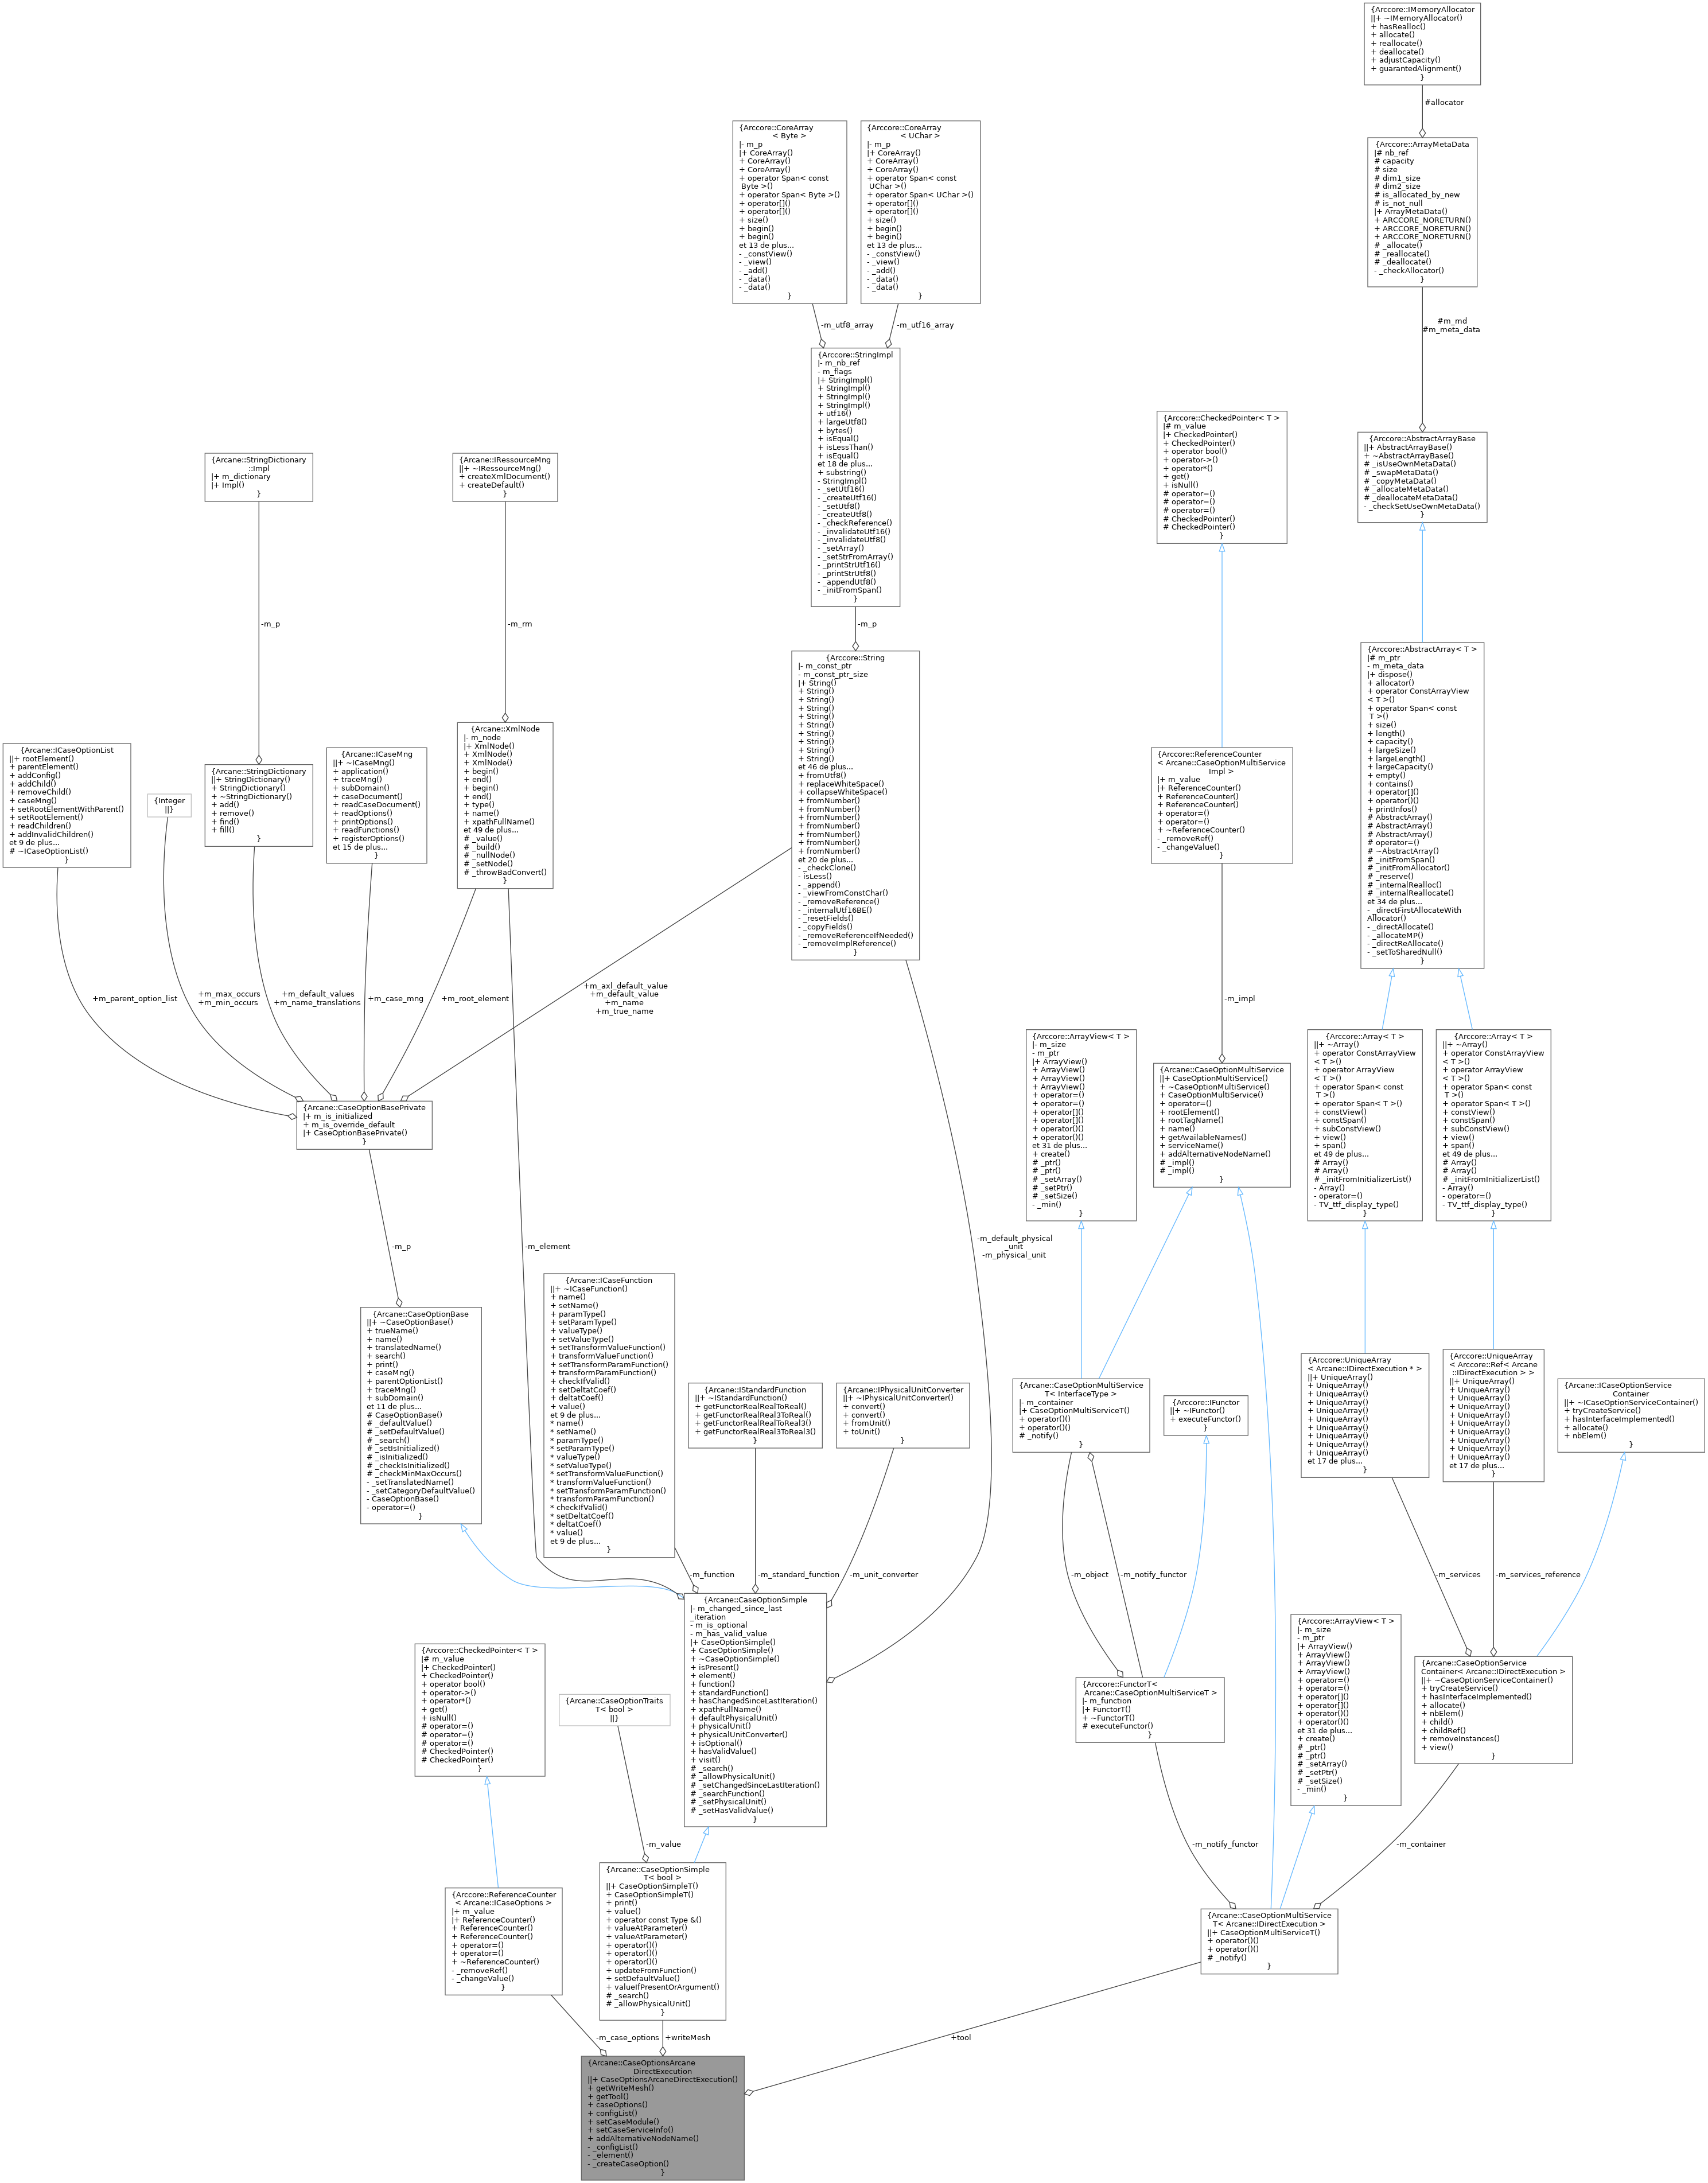 {Arccore::IMemoryAllocator
||+ ~IMemoryAllocator()
+ hasRealloc()
+ allocate()
+ reallocate()
+ deallocate()
+ adjustCapacity()
+ guarantedAlignment()
}
#allocator
{Arccore::ArrayMetaData
|# nb_ref
# capacity
# size
# dim1_size
# dim2_size
# is_allocated_by_new
# is_not_null
|+ ArrayMetaData()
+ ARCCORE_NORETURN()
+ ARCCORE_NORETURN()
+ ARCCORE_NORETURN()
# _allocate()
# _reallocate()
# _deallocate()
- _checkAllocator()
}
#m_md
#m_meta_data
{Arccore::CoreArray
< Byte >
|- m_p
|+ CoreArray()
+ CoreArray()
+ CoreArray()
+ operator Span< const
Byte >()
+ operator Span< Byte >()
+ operator[]()
+ operator[]()
+ size()
+ begin()
+ begin()
et 13 de plus...
- _constView()
- _view()
- _add()
- _data()
- _data()
}
{Arccore::CoreArray
< UChar >
|- m_p
|+ CoreArray()
+ CoreArray()
+ CoreArray()
+ operator Span< const
UChar >()
+ operator Span< UChar >()
+ operator[]()
+ operator[]()
+ size()
+ begin()
+ begin()
et 13 de plus...
- _constView()
- _view()
- _add()
- _data()
- _data()
}
-m_utf8_array
-m_utf16_array
{Arccore::StringImpl
|- m_nb_ref
- m_flags
|+ StringImpl()
+ StringImpl()
+ StringImpl()
+ StringImpl()
+ utf16()
+ largeUtf8()
+ bytes()
+ isEqual()
+ isLessThan()
+ isEqual()
et 18 de plus...
+ substring()
- StringImpl()
- _setUtf16()
- _createUtf16()
- _setUtf8()
- _createUtf8()
- _checkReference()
- _invalidateUtf16()
- _invalidateUtf8()
- _setArray()
- _setStrFromArray()
- _printStrUtf16()
- _printStrUtf8()
- _appendUtf8()
- _initFromSpan()
}
-m_p
{Arccore::CheckedPointer< T >
|# m_value
|+ CheckedPointer()
+ CheckedPointer()
+ operator bool()
+ operator->()
+ operator*()
+ get()
+ isNull()
# operator=()
# operator=()
# operator=()
# CheckedPointer()
# CheckedPointer()
}
{Arccore::AbstractArrayBase
||+ AbstractArrayBase()
+ ~AbstractArrayBase()
# _isUseOwnMetaData()
# _swapMetaData()
# _copyMetaData()
# _allocateMetaData()
# _deallocateMetaData()
- _checkSetUseOwnMetaData()
}
{Arcane::StringDictionary
::Impl
|+ m_dictionary
|+ Impl()
}
-m_p
{Arcane::IRessourceMng
||+ ~IRessourceMng()
+ createXmlDocument()
+ createDefault()
}
-m_rm
{Arccore::String
|- m_const_ptr
- m_const_ptr_size
|+ String()
+ String()
+ String()
+ String()
+ String()
+ String()
+ String()
+ String()
+ String()
+ String()
et 46 de plus...
+ fromUtf8()
+ replaceWhiteSpace()
+ collapseWhiteSpace()
+ fromNumber()
+ fromNumber()
+ fromNumber()
+ fromNumber()
+ fromNumber()
+ fromNumber()
+ fromNumber()
et 20 de plus...
- _checkClone()
- isLess()
- _append()
- _viewFromConstChar()
- _removeReference()
- _internalUtf16BE()
- _resetFields()
- _copyFields()
- _removeReferenceIfNeeded()
- _removeImplReference()
}
{Arccore::AbstractArray< T >
|# m_ptr
- m_meta_data
|+ dispose()
+ allocator()
+ operator ConstArrayView
< T >()
+ operator Span< const
T >()
+ size()
+ length()
+ capacity()
+ largeSize()
+ largeLength()
+ largeCapacity()
+ empty()
+ contains()
+ operator[]()
+ operator()()
+ printInfos()
# AbstractArray()
# AbstractArray()
# AbstractArray()
# operator=()
# ~AbstractArray()
# _initFromSpan()
# _initFromAllocator()
# _reserve()
# _internalRealloc()
# _internalReallocate()
et 34 de plus...
- _directFirstAllocateWith
Allocator()
- _directAllocate()
- _allocateMP()
- _directReAllocate()
- _setToSharedNull()
}
{Arcane::ICaseOptionList
||+ rootElement()
+ parentElement()
+ addConfig()
+ addChild()
+ removeChild()
+ caseMng()
+ setRootElementWithParent()
+ setRootElement()
+ readChildren()
+ addInvalidChildren()
et 9 de plus...
# ~ICaseOptionList()
}
{Integer
||}
{Arcane::StringDictionary
||+ StringDictionary()
+ StringDictionary()
+ ~StringDictionary()
+ add()
+ remove()
+ find()
+ fill()
}
{Arcane::ICaseMng
||+ ~ICaseMng()
+ application()
+ traceMng()
+ subDomain()
+ caseDocument()
+ readCaseDocument()
+ readOptions()
+ printOptions()
+ readFunctions()
+ registerOptions()
et 15 de plus...
}
{Arcane::XmlNode
|- m_node
|+ XmlNode()
+ XmlNode()
+ XmlNode()
+ begin()
+ end()
+ begin()
+ end()
+ type()
+ name()
+ xpathFullName()
et 49 de plus...
# _value()
# _build()
# _nullNode()
# _setNode()
# _throwBadConvert()
}
{Arccore::ReferenceCounter
< Arcane::CaseOptionMultiService
Impl >
|+ m_value
|+ ReferenceCounter()
+ ReferenceCounter()
+ ReferenceCounter()
+ operator=()
+ operator=()
+ ~ReferenceCounter()
- _removeRef()
- _changeValue()
}
+m_parent_option_list
+m_max_occurs
+m_min_occurs
+m_default_values
+m_name_translations
+m_case_mng
+m_root_element
+m_axl_default_value
+m_default_value
+m_name
+m_true_name
-m_impl
{Arcane::CaseOptionBasePrivate
|+ m_is_initialized
+ m_is_override_default
|+ CaseOptionBasePrivate()
}
-m_p
{Arccore::ArrayView< T >
|- m_size
- m_ptr
|+ ArrayView()
+ ArrayView()
+ ArrayView()
+ ArrayView()
+ operator=()
+ operator=()
+ operator[]()
+ operator[]()
+ operator()()
+ operator()()
et 31 de plus...
+ create()
# _ptr()
# _ptr()
# _setArray()
# _setPtr()
# _setSize()
- _min()
}
{Arcane::CaseOptionMultiService
||+ CaseOptionMultiService()
+ ~CaseOptionMultiService()
+ CaseOptionMultiService()
+ operator=()
+ rootElement()
+ rootTagName()
+ name()
+ getAvailableNames()
+ serviceName()
+ addAlternativeNodeName()
# _impl()
# _impl()
}
{Arccore::Array< T >
||+ ~Array()
+ operator ConstArrayView
< T >()
+ operator ArrayView
< T >()
+ operator Span< const
T >()
+ operator Span< T >()
+ constView()
+ constSpan()
+ subConstView()
+ view()
+ span()
et 49 de plus...
# Array()
# Array()
# _initFromInitializerList()
- Array()
- operator=()
- TV_ttf_display_type()
}
{Arccore::Array< T >
||+ ~Array()
+ operator ConstArrayView
< T >()
+ operator ArrayView
< T >()
+ operator Span< const
T >()
+ operator Span< T >()
+ constView()
+ constSpan()
+ subConstView()
+ view()
+ span()
et 49 de plus...
# Array()
# Array()
# _initFromInitializerList()
- Array()
- operator=()
- TV_ttf_display_type()
}
-m_element
-m_default_physical
_unit
-m_physical_unit
{Arcane::CaseOptionBase
||+ ~CaseOptionBase()
+ trueName()
+ name()
+ translatedName()
+ search()
+ print()
+ caseMng()
+ parentOptionList()
+ traceMng()
+ subDomain()
et 11 de plus...
# CaseOptionBase()
# _defaultValue()
# _setDefaultValue()
# _search()
# _setIsInitialized()
# _isInitialized()
# _checkIsInitialized()
# _checkMinMaxOccurs()
- _setTranslatedName()
- _setCategoryDefaultValue()
- CaseOptionBase()
- operator=()
}
{Arcane::ICaseFunction
||+ ~ICaseFunction()
+ name()
+ setName()
+ paramType()
+ setParamType()
+ valueType()
+ setValueType()
+ setTransformValueFunction()
+ transformValueFunction()
+ setTransformParamFunction()
+ transformParamFunction()
+ checkIfValid()
+ setDeltatCoef()
+ deltatCoef()
+ value()
et 9 de plus...
* name()
* setName()
* paramType()
* setParamType()
* valueType()
* setValueType()
* setTransformValueFunction()
* transformValueFunction()
* setTransformParamFunction()
* transformParamFunction()
* checkIfValid()
* setDeltatCoef()
* deltatCoef()
* value()
et 9 de plus...
}
{Arcane::IStandardFunction
||+ ~IStandardFunction()
+ getFunctorRealRealToReal()
+ getFunctorRealReal3ToReal()
+ getFunctorRealRealToReal3()
+ getFunctorRealReal3ToReal3()
}
{Arcane::IPhysicalUnitConverter
||+ ~IPhysicalUnitConverter()
+ convert()
+ convert()
+ fromUnit()
+ toUnit()
}
{Arcane::CaseOptionMultiService
T< InterfaceType >
|- m_container
|+ CaseOptionMultiServiceT()
+ operator()()
+ operator()()
# _notify()
}
{Arccore::IFunctor
||+ ~IFunctor()
+ executeFunctor()
}
{Arccore::UniqueArray
< Arcane::IDirectExecution * >
||+ UniqueArray()
+ UniqueArray()
+ UniqueArray()
+ UniqueArray()
+ UniqueArray()
+ UniqueArray()
+ UniqueArray()
+ UniqueArray()
+ UniqueArray()
+ UniqueArray()
et 17 de plus...
}
{Arccore::UniqueArray
< Arccore::Ref< Arcane
::IDirectExecution > >
||+ UniqueArray()
+ UniqueArray()
+ UniqueArray()
+ UniqueArray()
+ UniqueArray()
+ UniqueArray()
+ UniqueArray()
+ UniqueArray()
+ UniqueArray()
+ UniqueArray()
et 17 de plus...
}
{Arcane::ICaseOptionService
Container
||+ ~ICaseOptionServiceContainer()
+ tryCreateService()
+ hasInterfaceImplemented()
+ allocate()
+ nbElem()
}
-m_function
-m_standard_function
-m_unit_converter
-m_object
-m_notify_functor
-m_services
-m_services_reference
{Arcane::CaseOptionSimple
|- m_changed_since_last
_iteration
- m_is_optional
- m_has_valid_value
|+ CaseOptionSimple()
+ CaseOptionSimple()
+ ~CaseOptionSimple()
+ isPresent()
+ element()
+ function()
+ standardFunction()
+ hasChangedSinceLastIteration()
+ xpathFullName()
+ defaultPhysicalUnit()
+ physicalUnit()
+ physicalUnitConverter()
+ isOptional()
+ hasValidValue()
+ visit()
# _search()
# _allowPhysicalUnit()
# _setChangedSinceLastIteration()
# _searchFunction()
# _setPhysicalUnit()
# _setHasValidValue()
}
{Arccore::CheckedPointer< T >
|# m_value
|+ CheckedPointer()
+ CheckedPointer()
+ operator bool()
+ operator->()
+ operator*()
+ get()
+ isNull()
# operator=()
# operator=()
# operator=()
# CheckedPointer()
# CheckedPointer()
}
{Arcane::CaseOptionTraits
T< bool >
||}
{Arccore::FunctorT<
Arcane::CaseOptionMultiServiceT >
|- m_function
|+ FunctorT()
+ ~FunctorT()
# executeFunctor()
}
{Arccore::ArrayView< T >
|- m_size
- m_ptr
|+ ArrayView()
+ ArrayView()
+ ArrayView()
+ ArrayView()
+ operator=()
+ operator=()
+ operator[]()
+ operator[]()
+ operator()()
+ operator()()
et 31 de plus...
+ create()
# _ptr()
# _ptr()
# _setArray()
# _setPtr()
# _setSize()
- _min()
}
{Arcane::CaseOptionService
Container< Arcane::IDirectExecution >
||+ ~CaseOptionServiceContainer()
+ tryCreateService()
+ hasInterfaceImplemented()
+ allocate()
+ nbElem()
+ child()
+ childRef()
+ removeInstances()
+ view()
}
-m_value
-m_notify_functor
-m_container
{Arccore::ReferenceCounter
< Arcane::ICaseOptions >
|+ m_value
|+ ReferenceCounter()
+ ReferenceCounter()
+ ReferenceCounter()
+ operator=()
+ operator=()
+ ~ReferenceCounter()
- _removeRef()
- _changeValue()
}
{Arcane::CaseOptionSimple
T< bool >
||+ CaseOptionSimpleT()
+ CaseOptionSimpleT()
+ print()
+ value()
+ operator const Type &()
+ valueAtParameter()
+ valueAtParameter()
+ operator()()
+ operator()()
+ operator()()
+ updateFromFunction()
+ setDefaultValue()
+ valueIfPresentOrArgument()
# _search()
# _allowPhysicalUnit()
}
{Arcane::CaseOptionMultiService
T< Arcane::IDirectExecution >
||+ CaseOptionMultiServiceT()
+ operator()()
+ operator()()
# _notify()
}
-m_case_options
+writeMesh
+tool
{Arcane::CaseOptionsArcane
DirectExecution
||+ CaseOptionsArcaneDirectExecution()
+ getWriteMesh()
+ getTool()
+ caseOptions()
+ configList()
+ setCaseModule()
+ setCaseServiceInfo()
+ addAlternativeNodeName()
- _configList()
- _element()
- _createCaseOption()
}